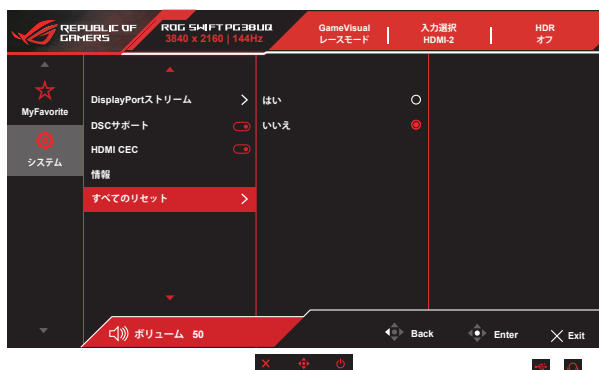 REPUBLIC OF
GAMERS
ROG SWIFT PG38UQ
3840 x 2160 | 144Hz
GameVisual
レースモード
入力選択
HDMI-2
HDR
オフ
MyFavorite
システム
DisplayPortストリーム
DSCサポート
HDMI CEC
情報
すべてのリセット
はい
いいえ
ボリューム 50
Back
Enter
Exit